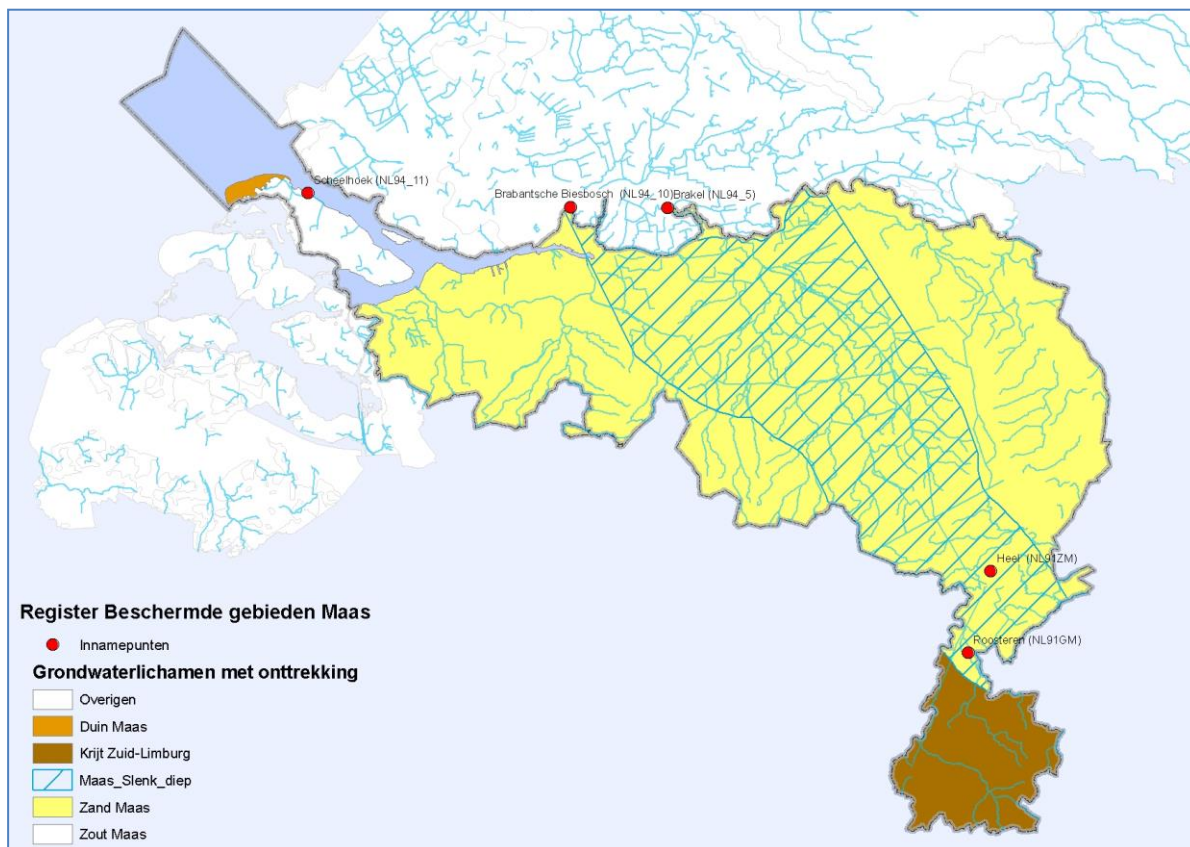 Scheelhoek (NL94_11)
Brabantsche Biesbosch (NL94_10)
Brakel (NL94_5)
Heel (NL91ZM)
Roosteren (NL91GM)
Register Beschermde gebieden Maas
Innamepunten
Grondwaterlichamen met onttrekking
Overigen
Duin Maas
Krijt Zuid-Limburg
Maas_Slenk_diep
Zand Maas
Zout Maas